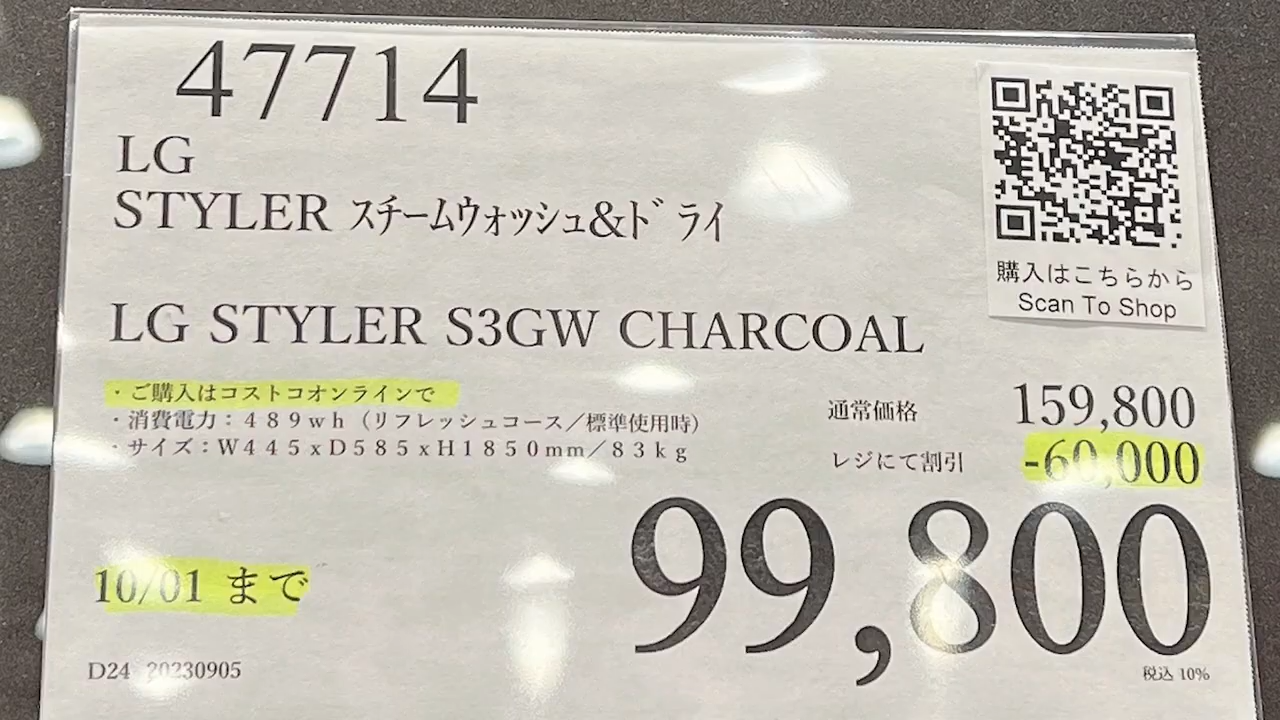 47714
LG
STYLER ｽﾁｰﾑｳｫｯｼｭ&ﾄﾞﾗｲ
購入はこちらから
Scan To Shop
LG STYLER S3GW CHARCOAL
・ご購入はコストコオンラインで
・消費電力：４８９ｗｈ（リフレッシュコース／標準使用時）
・サイズ：Ｗ４４５ｘＤ５８５ｘＨ１８５０ｍｍ／８３ｋｇ
通常価格 159,800
レジにて割引 -60,000
99,800
10/01 まで
D24 20230905
税込 10%